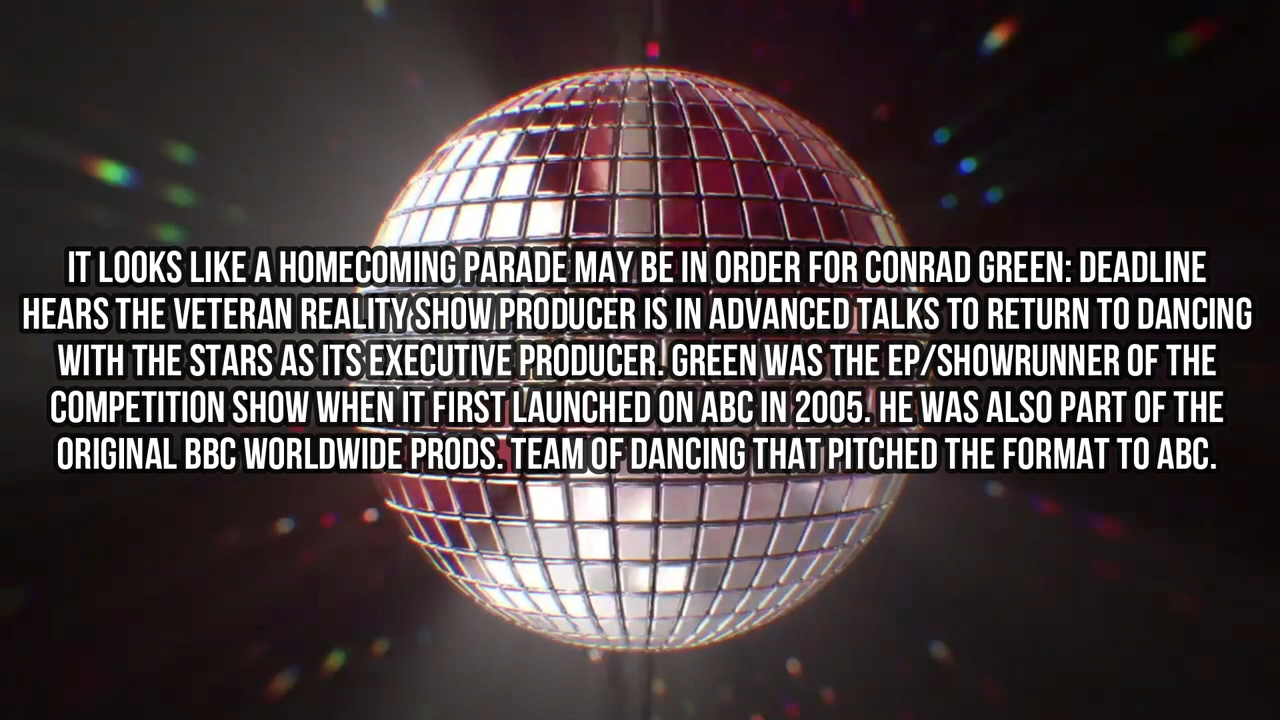 IT LOOKS LIKE A HOMECOMING PARADE MAY BE IN ORDER FOR CONRAD GREEN: DEADLINE
HEARS THE VETERAN REALITY SHOW PRODUCER IS IN ADVANCED TALKS TO RETURN TO DANCING
WITH THE STARS AS ITS EXECUTIVE PRODUCER. GREEN WAS THE EP/SHOWRUNNER OF THE
COMPETITION SHOW WHEN IT FIRST LAUNCHED ON ABC IN 2005. HE WAS ALSO PART OF THE
ORIGINAL BBC WORLDWIDE PRODS. TEAM OF DANCING THAT PITCHED THE FORMAT TO ABC.